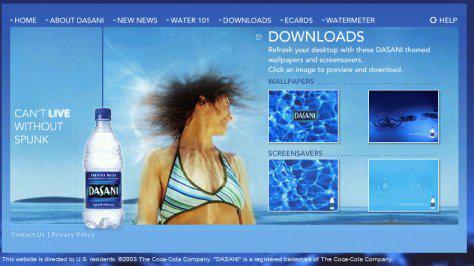 HOME ABOUT DASANI NEW NEWS WATER 101 DOWNLOADS ECARDS WATERMETER HELP
DOWNLOADS
Refresh your desktop with these DASANI themed
wallpapers and screensavers.
Click an image to preview and download.
WALLPAPERS
CAN'T LIVE
WITHOUT
SPUNK
PURIFIED WATER
DASANI
DASANI
SCREENSAVERS
Contact Us | Privacy Policy
This website is directed to U.S. residents. ©2003 The Coca-Cola Company. "DASANI" is a registered trademark of The Coca-Cola Company.